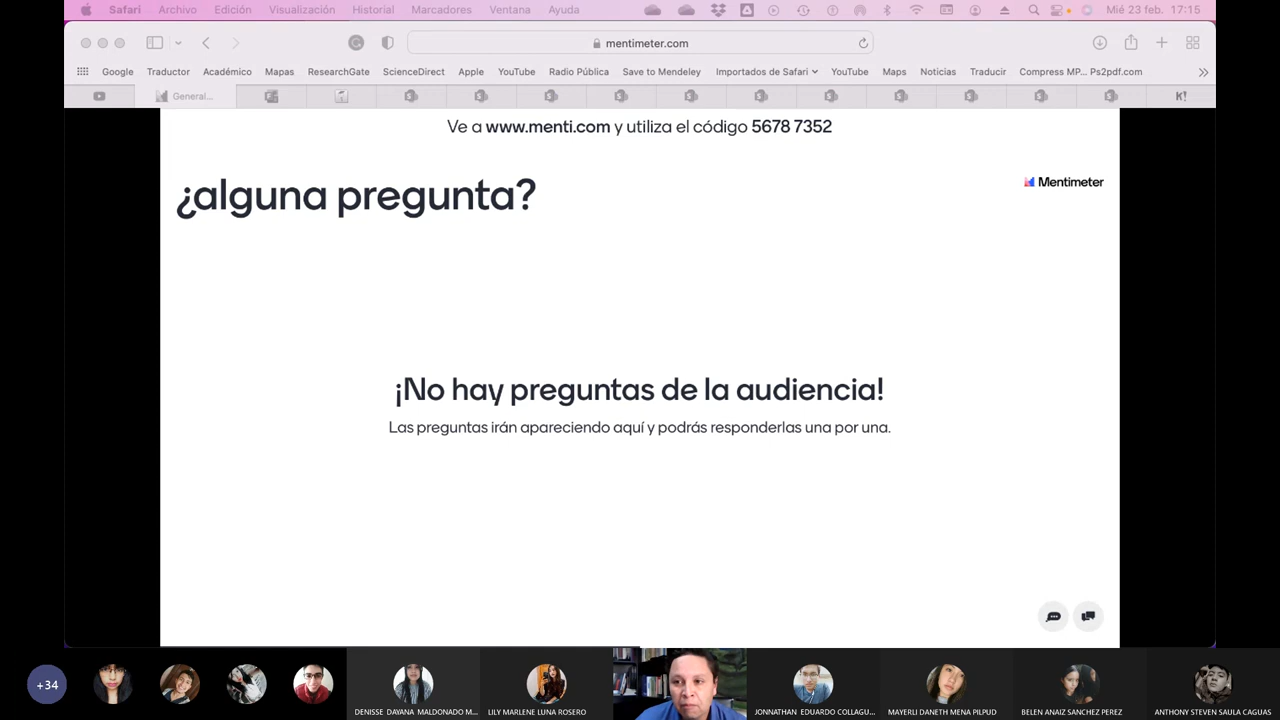 Safari Archivo Edición Visualización Historial Marcadores Ventana Ayuda Mié 23 feb. 17:15
mentimeter.com
Google Traductor Académico Mapas ResearchGate ScienceDirect Apple YouTube Radio Pública Save to Mendeley Importados de Safari YouTube Maps Noticias Traducir Compress MP... Ps2pdf.com
General... K!
Ve a www.menti.com y utiliza el código 5678 7352
¿alguna pregunta?
Mentimeter
¡No hay preguntas de la audiencia!
Las preguntas irán apareciendo aquí y podrás responderlas una por una.
+34
DENISSE DAYANA MALDONADO M... LILY MARLENE LUNA ROSERO JONNATHAN EDUARDO COLLAGU... MAYERLI DANETH MENA PILPUD BELEN ANAIZ SANCHEZ PEREZ ANTHONY STEVEN SAULA CAGUAS